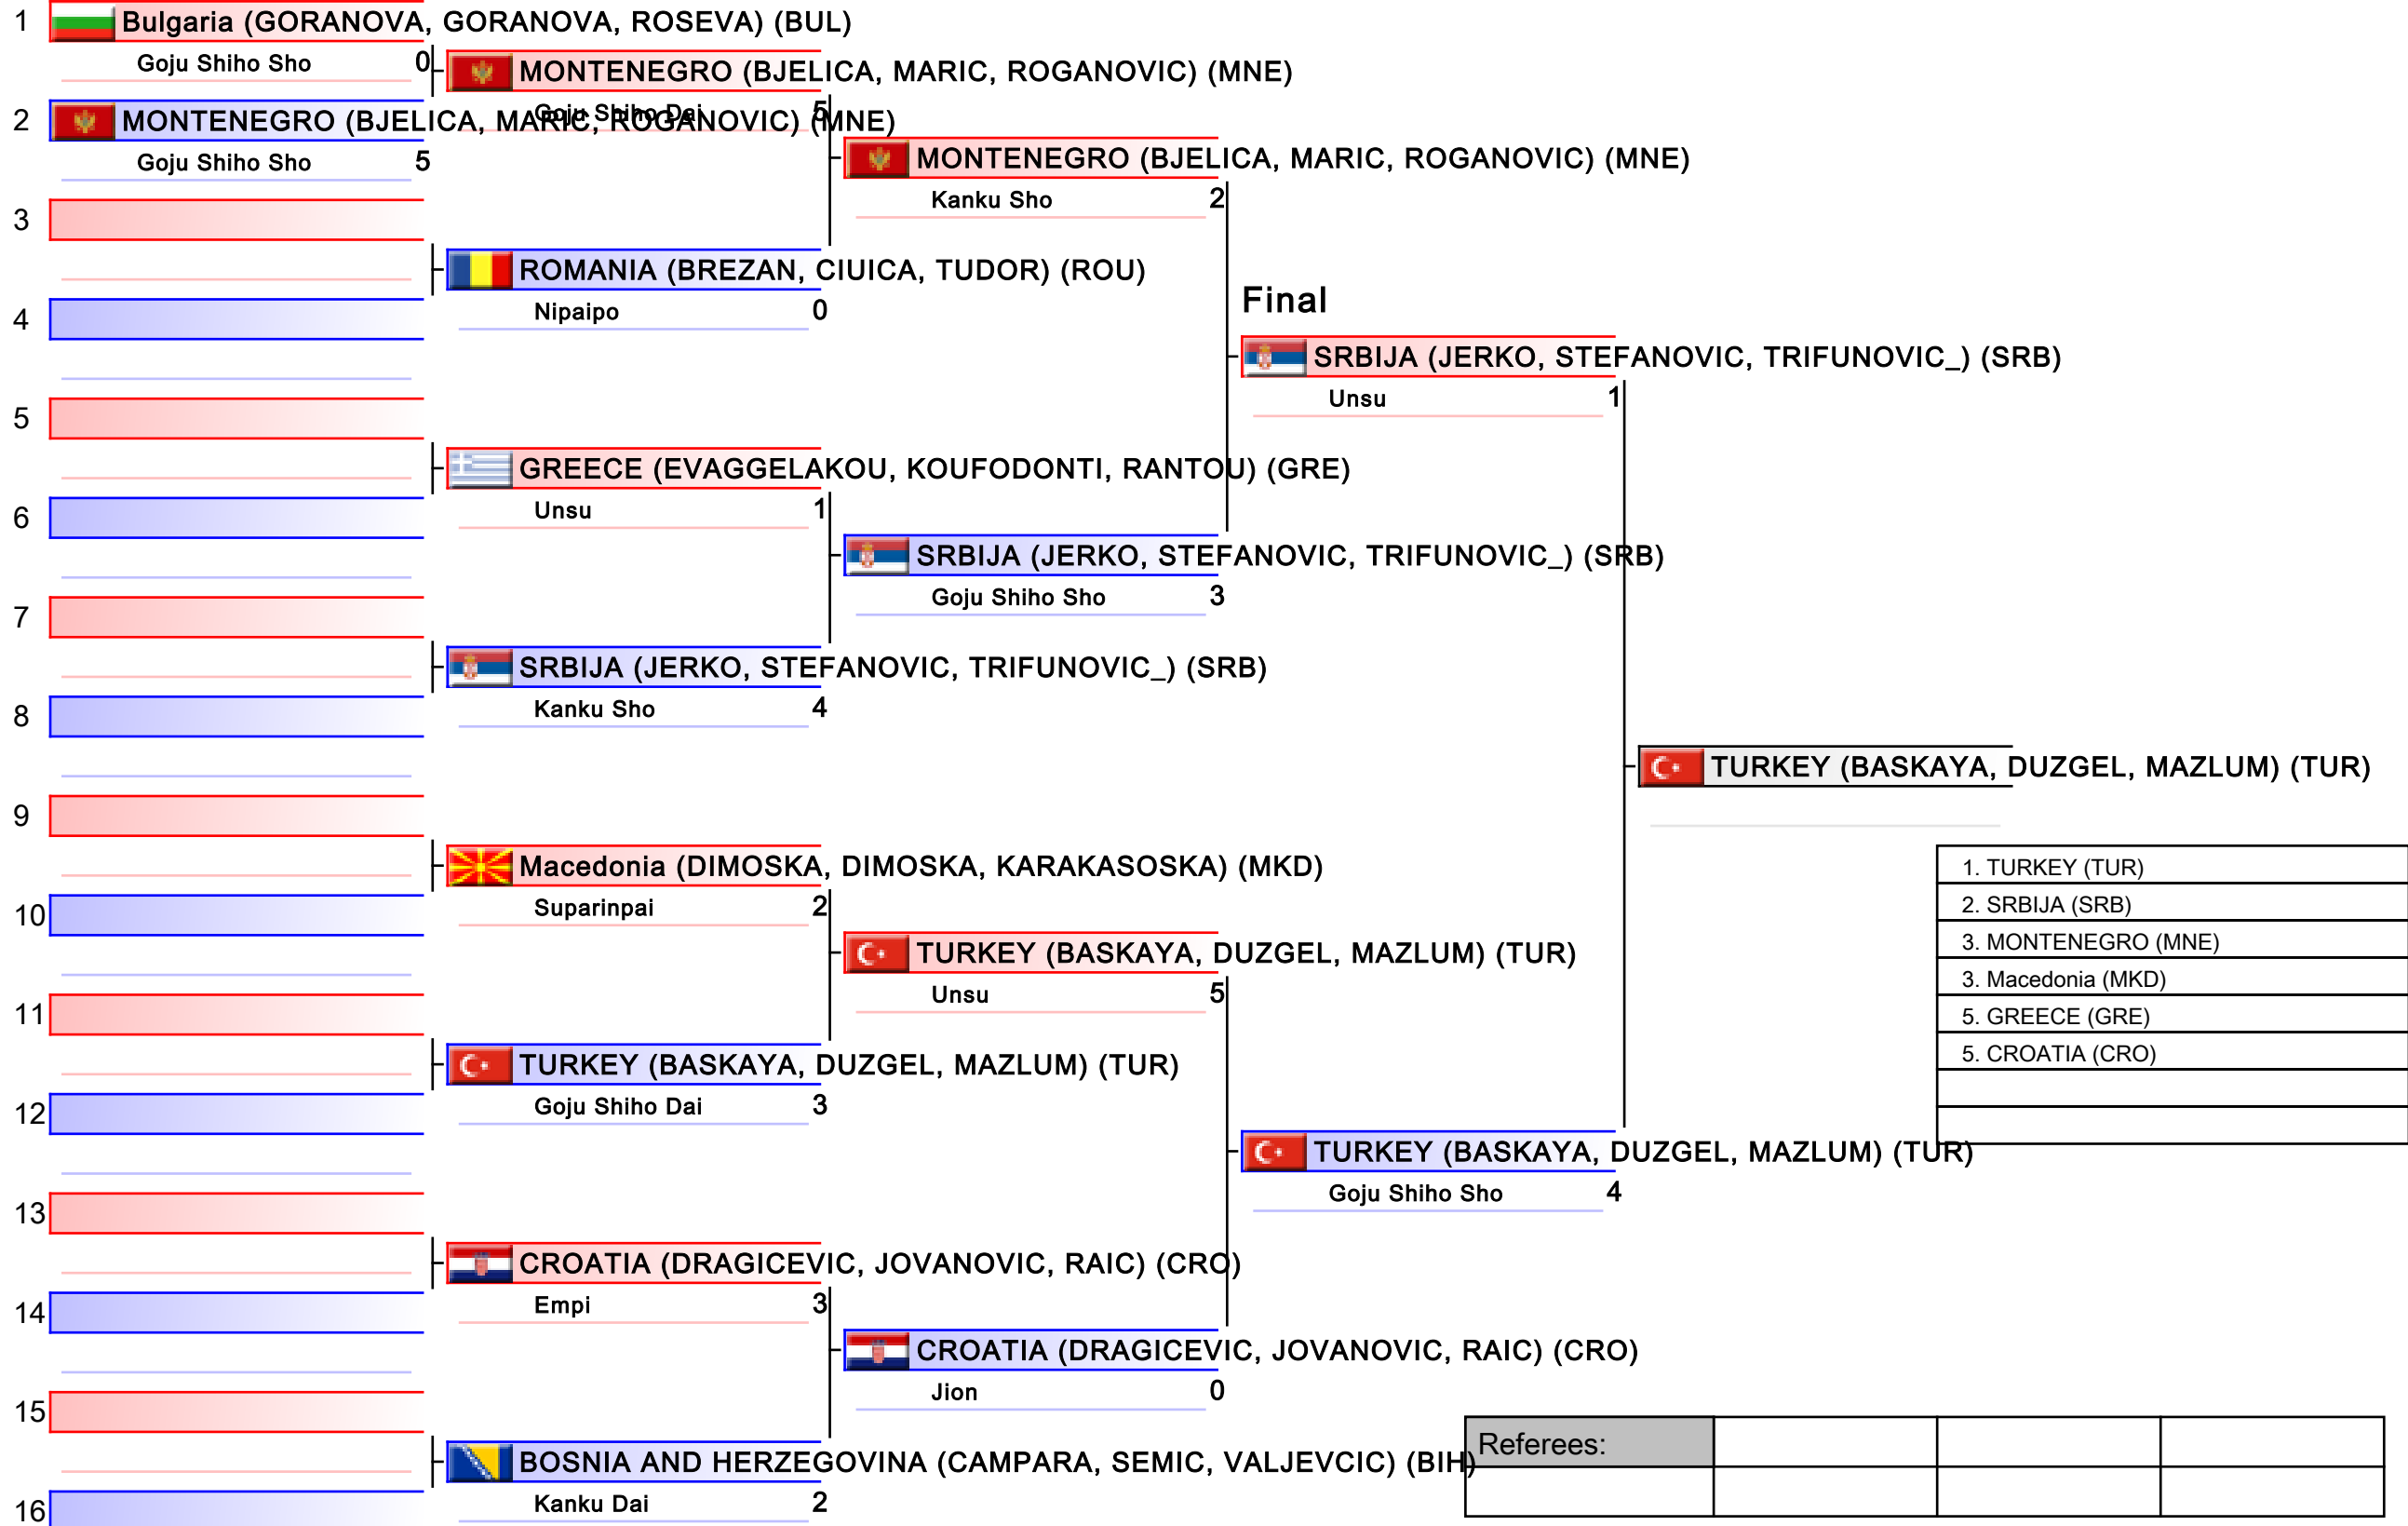 1
Bulgaria (GORANOVA, GORANOVA, ROSEVA) (BUL)
Goju Shiho Sho 0
2
MONTENEGRO (BJELICA, MARIC, ROGANOVIC) (MNE)
Goju Shiho Sho 5
3
4
5
6
7
8
9
10
11
12
13
14
15
16
MONTENEGRO (BJELICA, MARIC, ROGANOVIC) (MNE)
Goju Shiho Dai 5
ROMANIA (BREZAN, CIUICA, TUDOR) (ROU)
Nipaipo 0
GREECE (EVAGGELAKOU, KOUFODONTI, RANTOU) (GRE)
Unsu 1
SRBIJA (JERKO, STEFANOVIC, TRIFUNOVIC_) (SRB)
Kanku Sho 4
Macedonia (DIMOSKA, DIMOSKA, KARAKASOSKA) (MKD)
Suparinpai 2
TURKEY (BASKAYA, DUZGEL, MAZLUM) (TUR)
Goju Shiho Dai 3
CROATIA (DRAGICEVIC, JOVANOVIC, RAIC) (CRO)
Empi 3
BOSNIA AND HERZEGOVINA (CAMPARA, SEMIC, VALJEVCIC) (BIH)
Kanku Dai 2
MONTENEGRO (BJELICA, MARIC, ROGANOVIC) (MNE)
Kanku Sho 2
SRBIJA (JERKO, STEFANOVIC, TRIFUNOVIC_) (SRB)
Goju Shiho Sho 3
TURKEY (BASKAYA, DUZGEL, MAZLUM) (TUR)
Unsu 5
CROATIA (DRAGICEVIC, JOVANOVIC, RAIC) (CRO)
Jion 0
Final
SRBIJA (JERKO, STEFANOVIC, TRIFUNOVIC_) (SRB)
Unsu 1
TURKEY (BASKAYA, DUZGEL, MAZLUM) (TUR)
Goju Shiho Sho 4
TURKEY (BASKAYA, DUZGEL, MAZLUM) (TUR)
1. TURKEY (TUR)
2. SRBIJA (SRB)
3. MONTENEGRO (MNE)
3. Macedonia (MKD)
5. GREECE (GRE)
5. CROATIA (CRO)
Referees: